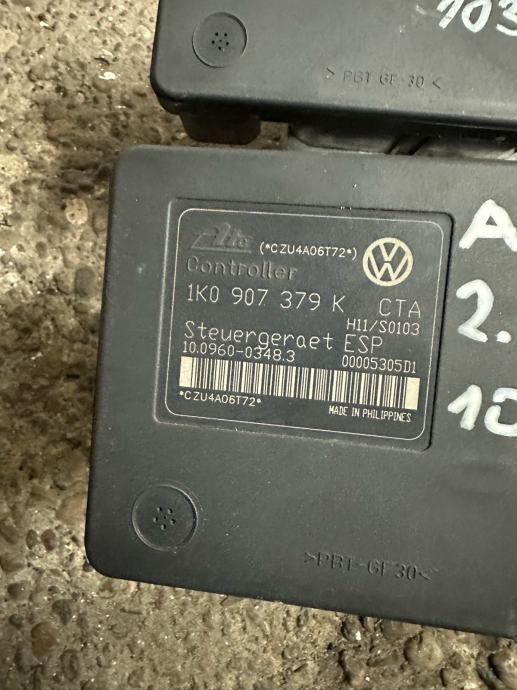 103
> PBT GF 30 <
Ate (*CZU4A06T72*)
Controller
1K0 907 379 K CTA
H11/S0103
Steuergeraet ESP
10.0960-0348.3 00005305D1
*CZU4A06T72*
MADE IN PHILIPPINES
A
2.
10
>PBT-GF30<